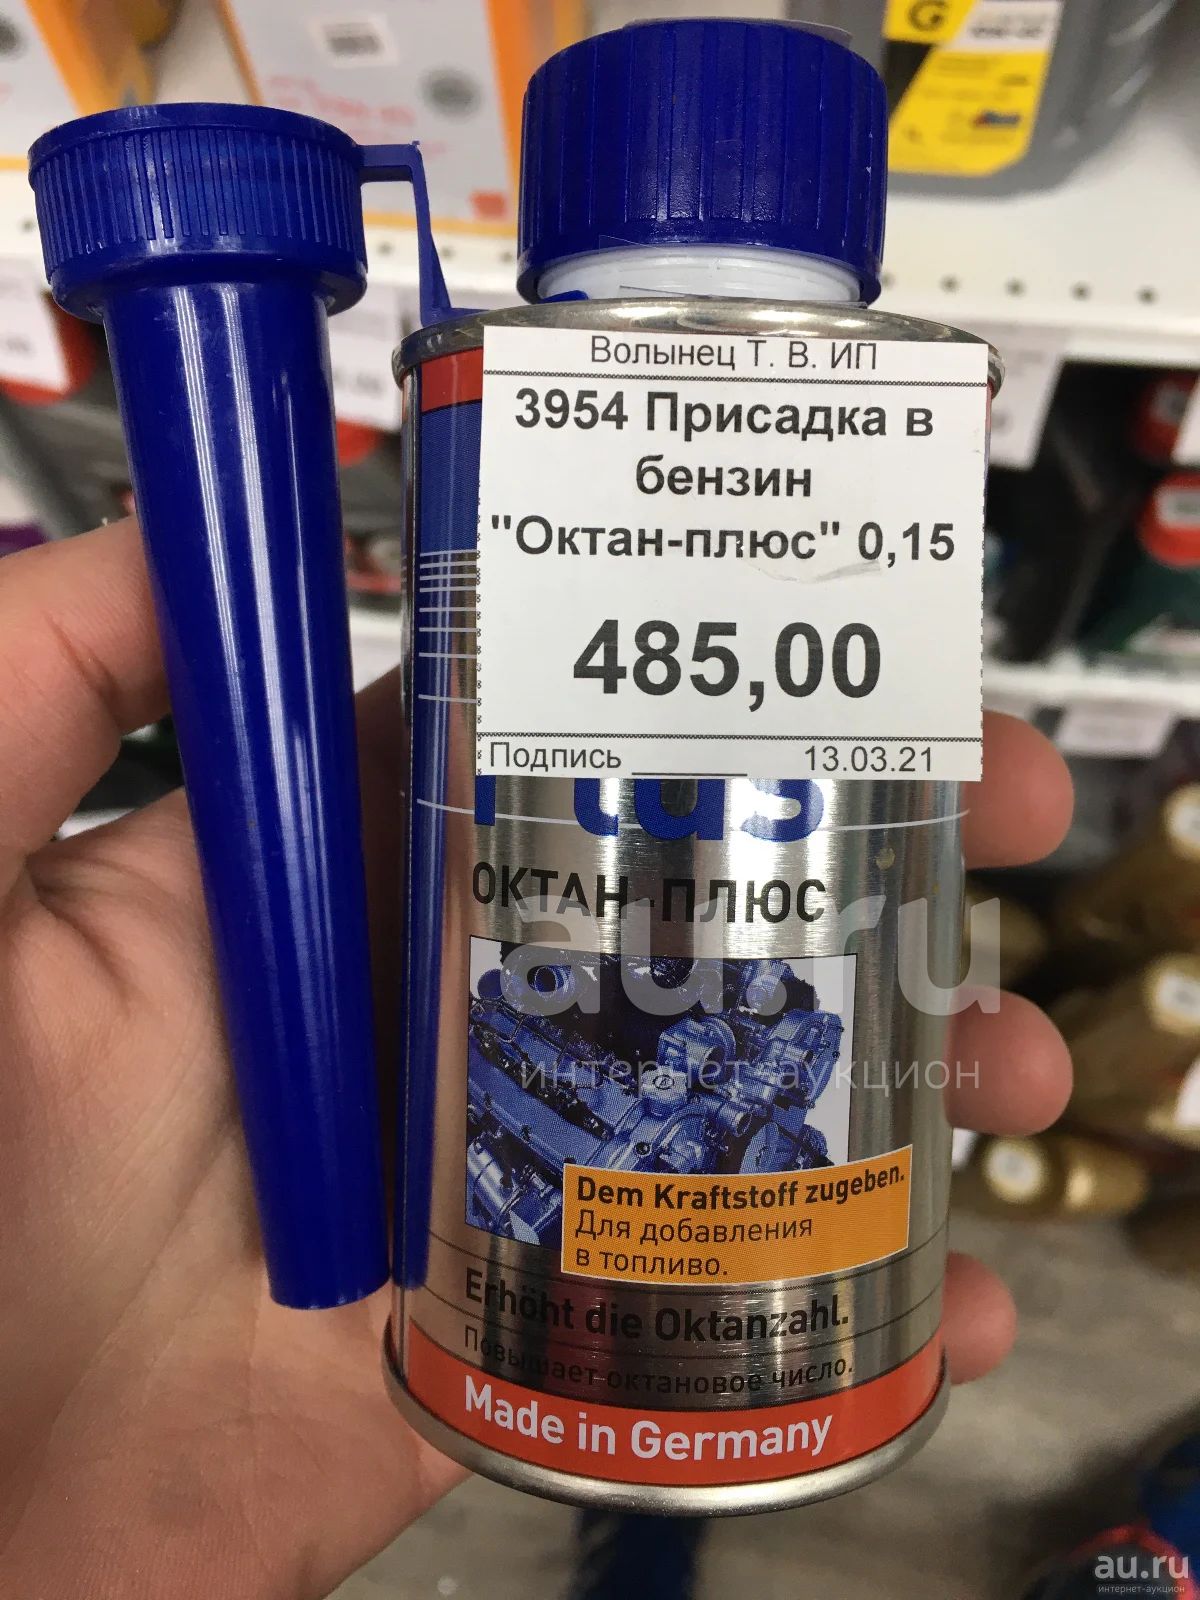 Волынец Т. В. ИП
3954 Присадка в
бензин
"Октан-плюс" 0,15
485,00
Подпись ______ 13.03.21
Plus
ОКТАН-ПЛЮС
au.ru
интернет-аукцион
Dem Kraftstoff zugeben.
Для добавления
в топливо.
Erhöht die Oktanzahl.
Повышает октановое число.
Made in Germany
au.ru
интернет-аукцион
G